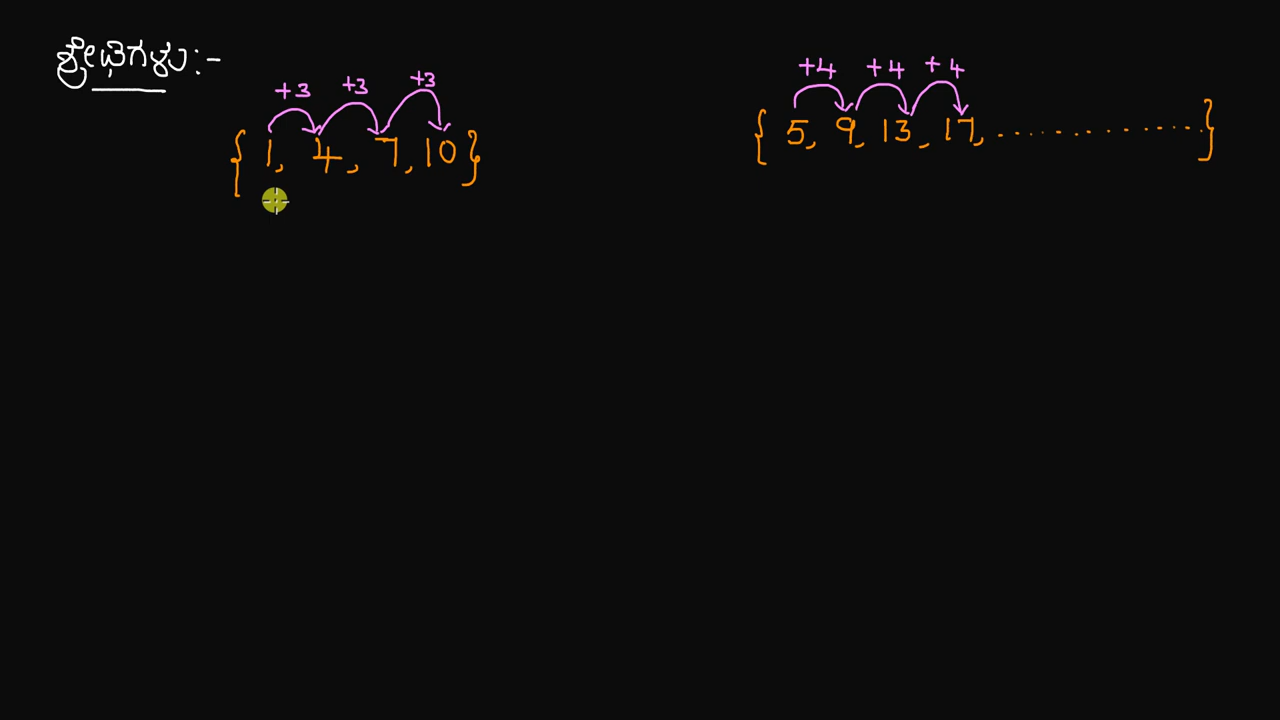 ಶ್ರೇಢಿಗಳು:-
+3 +3 +3
{ 1, 4, 7, 10 }
+4 +4 +4
{ 5, 9, 13, 17, .................. }